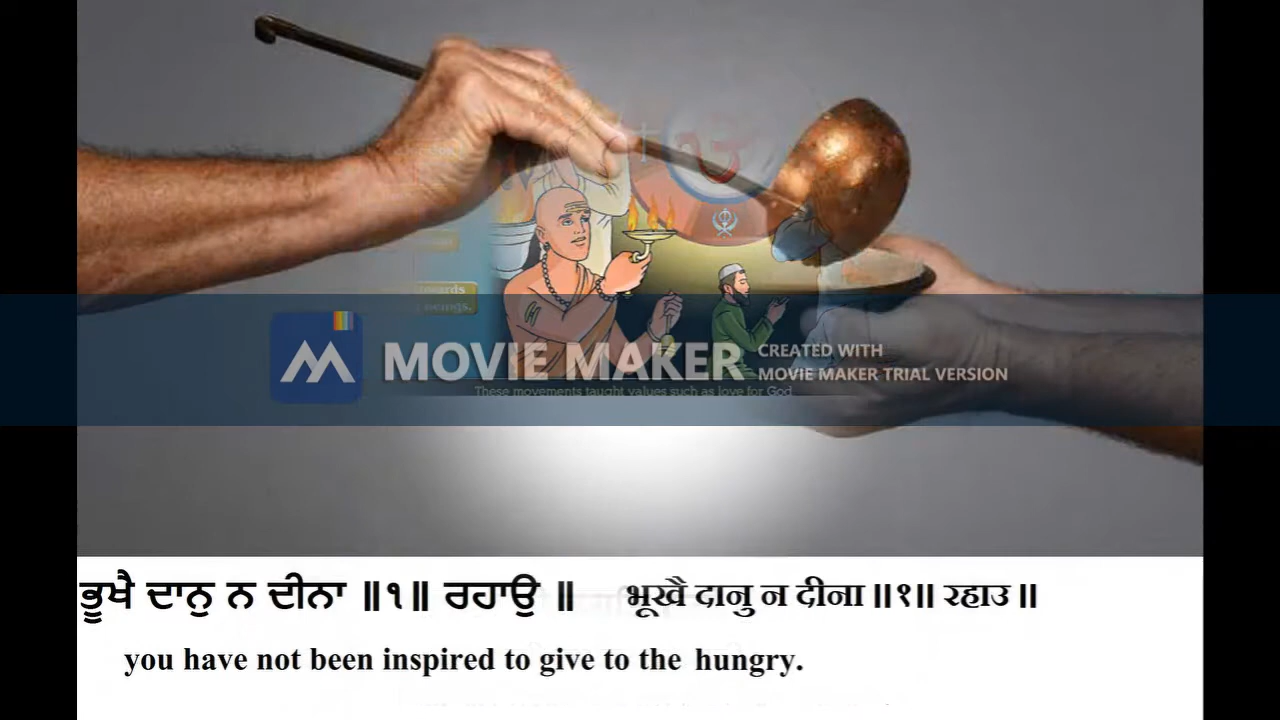 towards
MOVIE MAKER
CREATED WITH
MOVIE MAKER TRIAL VERSION
These movements taught values such as love for God
ਭੂਖੈ ਦਾਨੁ ਨ ਦੀਨਾ ॥੧॥ ਰਹਾਉ ॥ भूखै दानु न दीना ॥१॥ रहाउ ॥
you have not been inspired to give to the hungry.